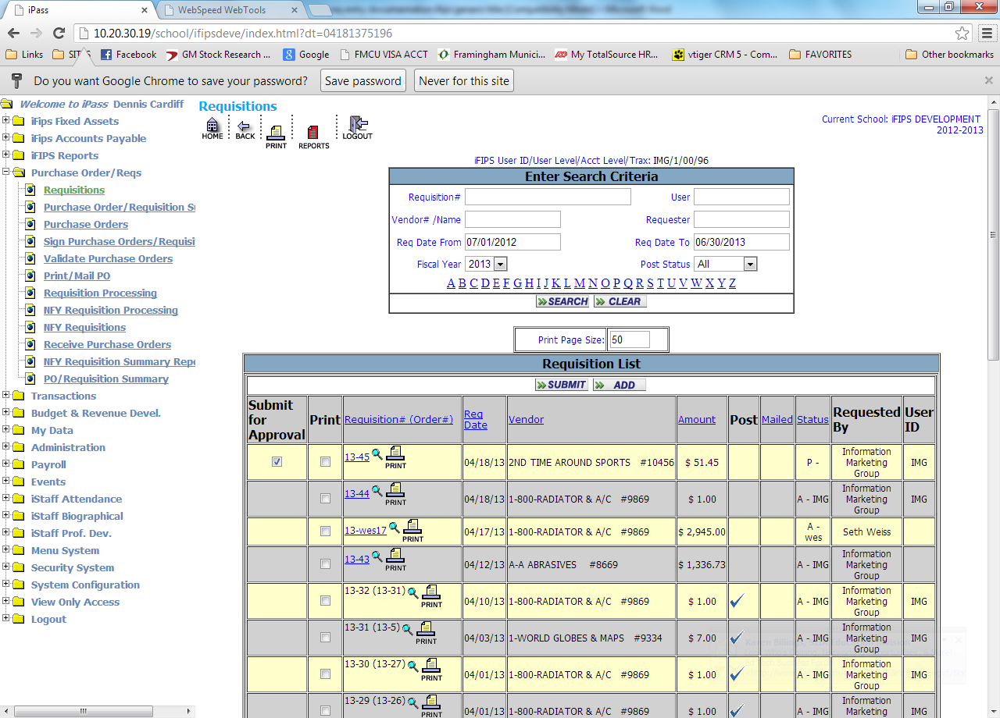 iPass
WebSpeed WebTools
10.20.30.19/school/ifipsdeve/index.html?dt=04181375196
Links
Facebook
GM Stock Research ...
Google
FMCU VISA ACCT
Framingham Munici...
My TotalSource HR...
vtiger CRM 5 - Com...
FAVORITES
Other bookmarks
Do you want Google Chrome to save your password? Save password Never for this site
Welcome to iPass Dennis Cardiff
iFips Fixed Assets
iFips Accounts Payable
iFIPS Reports
Purchase Order/Reqs
Requisitions
Purchase Order/Requisition
Purchase Orders
Sign Purchase Orders/Requisi
Validate Purchase Orders
Print/Mail PO
Requisition Processing
NFY Requisition Processing
NFY Requisitions
Receive Purchase Orders
NFY Requisition Summary Repo
PO/Requisition Summary
Transactions
Budget & Revenue Devel.
My Data
Administration
Payroll
Events
iStaff Attendance
iStaff Biographical
iStaff Prof. Dev.
Menu System
Security System
System Configuration
View Only Access
Logout
Requisitions
HOME BACK PRINT REPORTS LOGOUT
Current School: iFIPS DEVELOPMENT
2012-2013
iFIPS User ID/User Level/Acct Level/Trax: IMG/1/00/96
Enter Search Criteria
Requisition# User
Vendor# /Name Requester
Req Date From 07/01/2012 Req Date To 06/30/2013
Fiscal Year 2013 Post Status All
A B C D E F G H I J K L M N O P Q R S T U V W X Y Z
SEARCH CLEAR
Print Page Size: 50
Requisition List
SUBMIT ADD
Submit for Approval Print Requisition# (Order#) Req Date Vendor Amount Post Mailed Status Requested By User ID
13-45 PRINT 04/18/13 2ND TIME AROUND SPORTS #10456 $ 51.45 P - Information Marketing Group IMG
13-44 PRINT 04/18/13 1-800-RADIATOR & A/C #9869 $ 1.00 A - IMG Information Marketing Group IMG
13-wes17 PRINT 04/17/13 1-800-RADIATOR & A/C #9869 $ 2,945.00 A - wes Seth Weiss
13-43 PRINT 04/12/13 A-A ABRASIVES #8669 $ 1,336.73 A - IMG Information Marketing Group
13-32 (13-31) PRINT 04/10/13 1-800-RADIATOR & A/C #9869 $ 1.00 A - IMG Information Marketing Group IMG
13-31 (13-5) PRINT 04/03/13 1-WORLD GLOBES & MAPS #9334 $ 7.00 A - IMG Information Marketing Group IMG
13-30 (13-27) PRINT 04/01/13 1-800-RADIATOR & A/C #9869 $ 1.00 A - IMG Information Marketing Group IMG
13-29 (13-26) PRINT 04/01/13 1-800-RADIATOR & A/C #9869 $ 1.00 A - IMG Information Marketing IMG